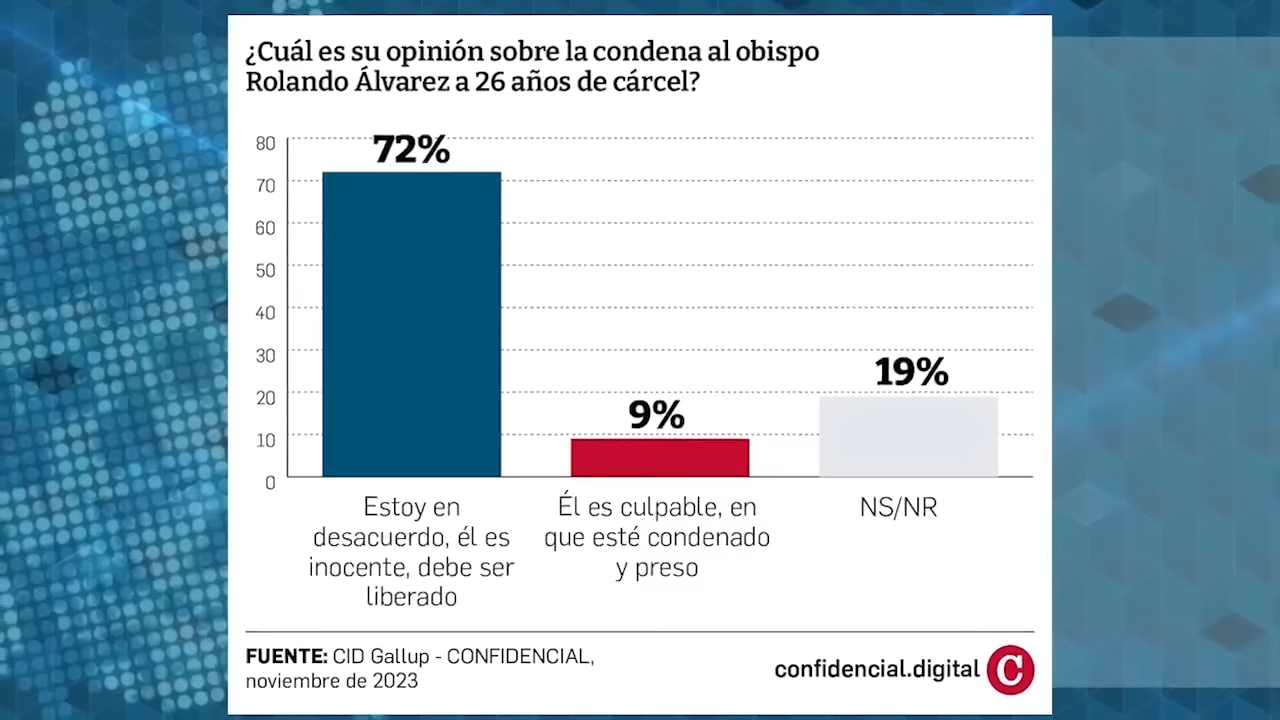 ¿Cuál es su opinión sobre la condena al obispo
Rolando Álvarez a 26 años de cárcel?
80
70
60
50
40
30
20
10
0
72%
9%
19%
Estoy en
desacuerdo, él es
inocente, debe ser
liberado
Él es culpable, en
que esté condenado
y preso
NS/NR
FUENTE: CID Gallup - CONFIDENCIAL,
noviembre de 2023
confidencial.digital C